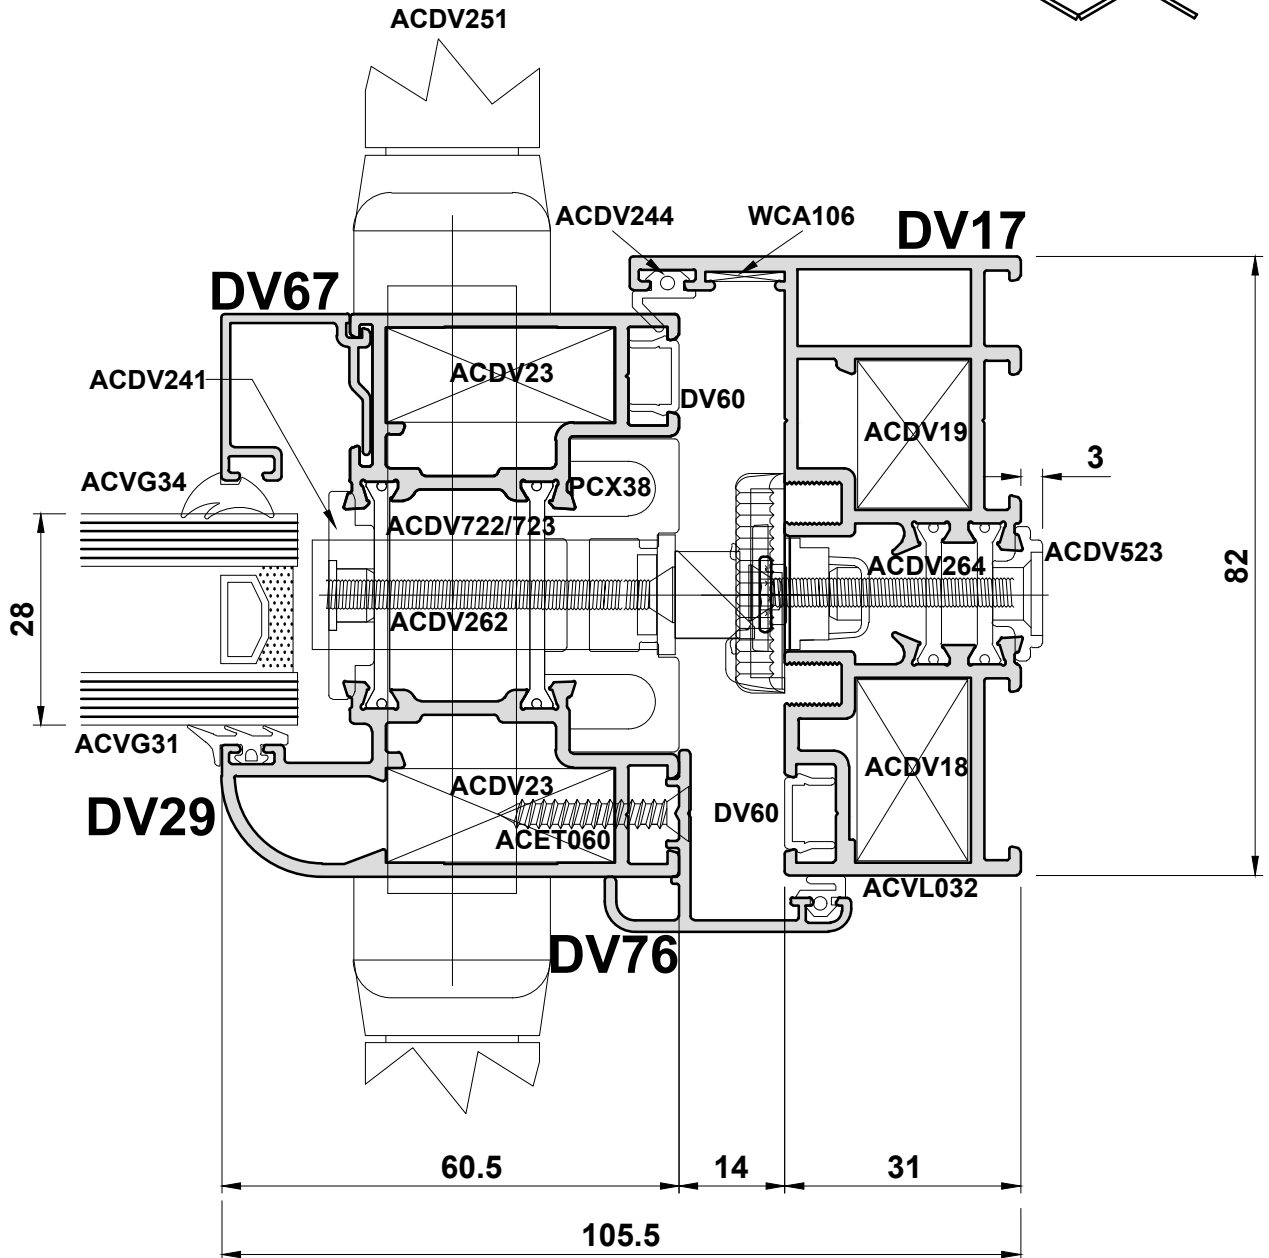 ACDV251
ACDV244
WCA106
DV17
DV67
ACDV241
ACDV23
DV60
ACDV19
3
ACVG34
PCX38
ACDV722/723
ACDV264
ACDV523
82
28
ACDV262
ACVG31
DV29
ACDV23
ACET060
DV60
ACDV18
ACVL032
DV76
60.5
14
31
105.5